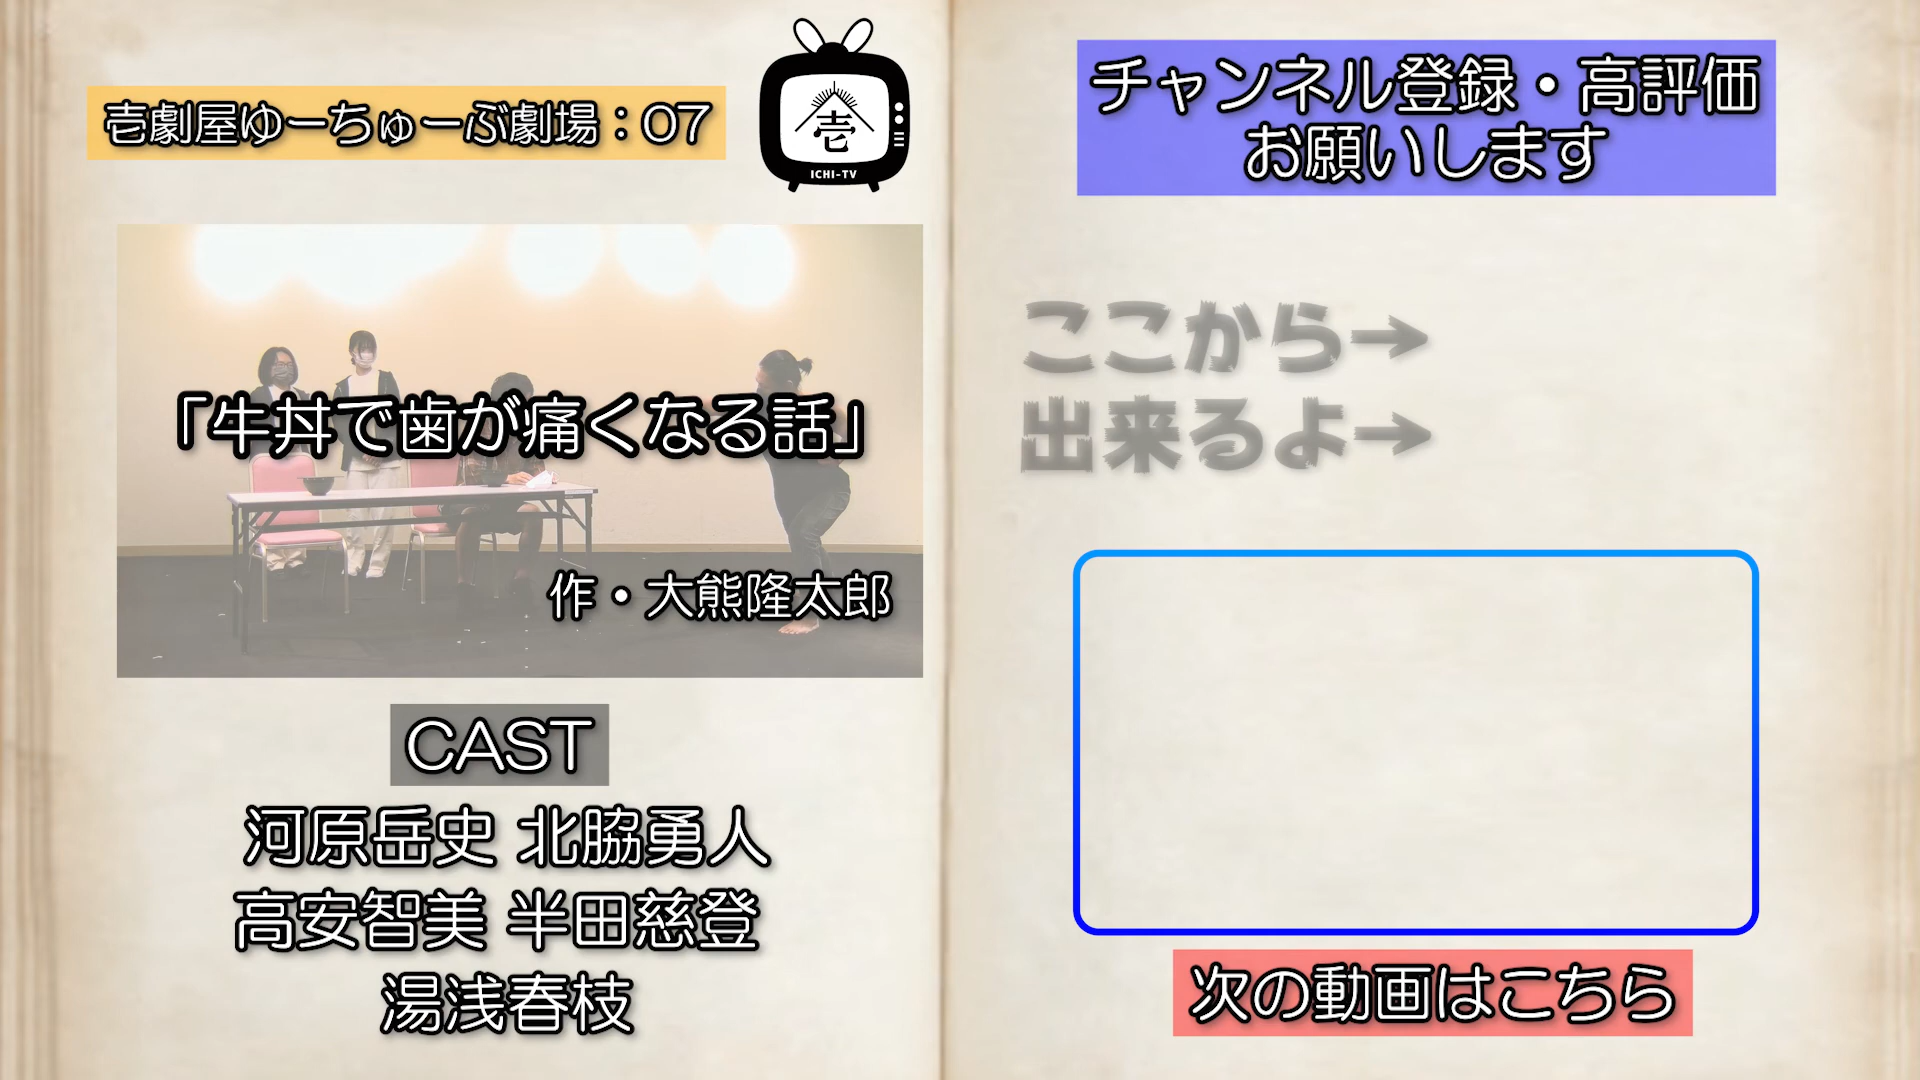 壱劇屋ゆーちゅーぶ劇場：07
壱
ICHI-TV
「牛丼で歯が痛くなる話」
作・大熊隆太郎
CAST
河原岳史 北脇勇人
高安智美 半田慈登
湯浅春枝
チャンネル登録・高評価
お願いします
ここから→
出来るよ→
次の動画はこちら